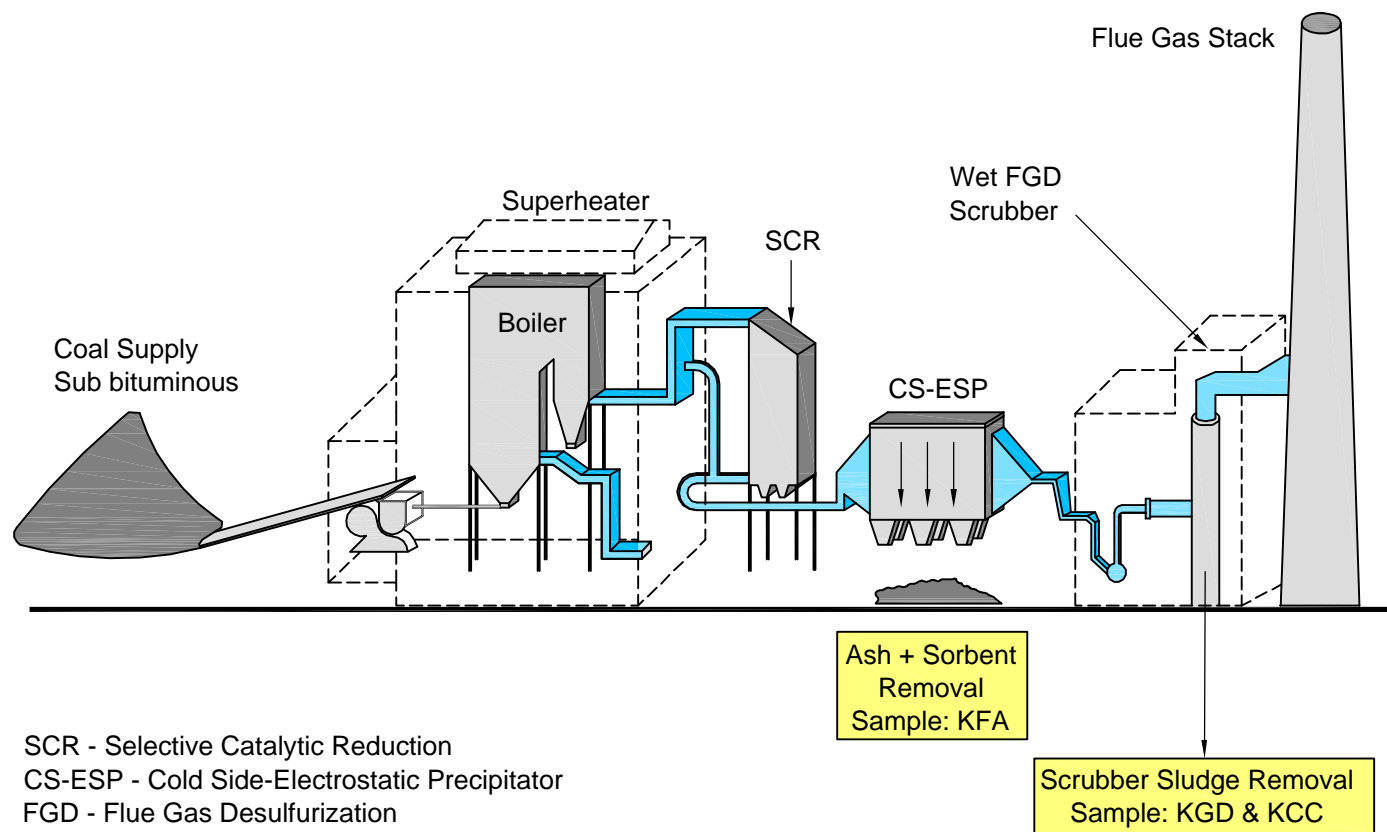 Flue Gas Stack
Wet FGD
Scrubber
Superheater
SCR
Boiler
Coal Supply
Sub bituminous
CS-ESP
Ash + Sorbent
Removal
Sample: KFA
SCR - Selective Catalytic Reduction
CS-ESP - Cold Side-Electrostatic Precipitator
FGD - Flue Gas Desulfurization
Scrubber Sludge Removal
Sample: KGD & KCC